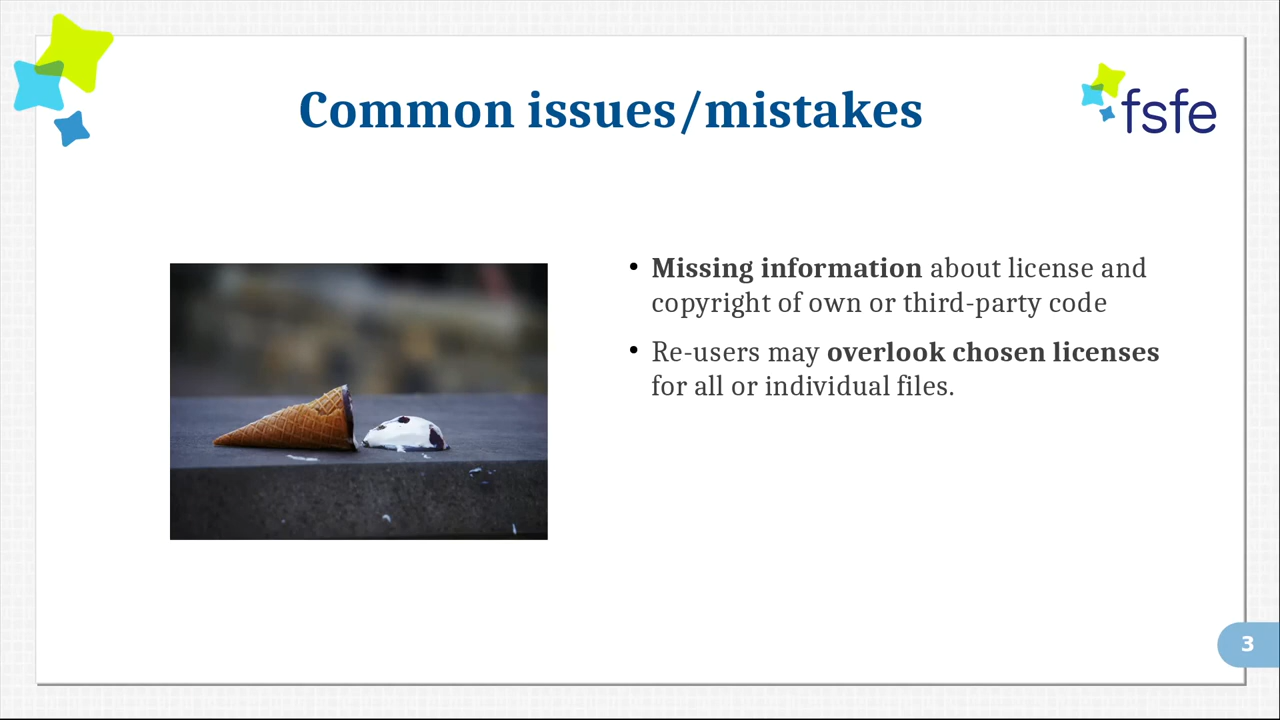 Common issues/mistakes
fsfe
• Missing information about license and
copyright of own or third-party code
• Re-users may overlook chosen licenses
for all or individual files.
3